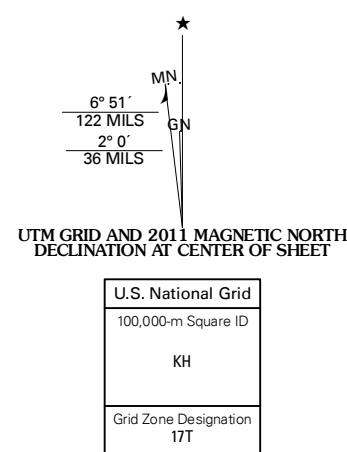 ★
MN
6° 51´
122 MILS
GN
2° 0´
36 MILS
UTM GRID AND 2011 MAGNETIC NORTH
DECLINATION AT CENTER OF SHEET
U.S. National Grid
100,000-m Square ID
KH
Grid Zone Designation
17T